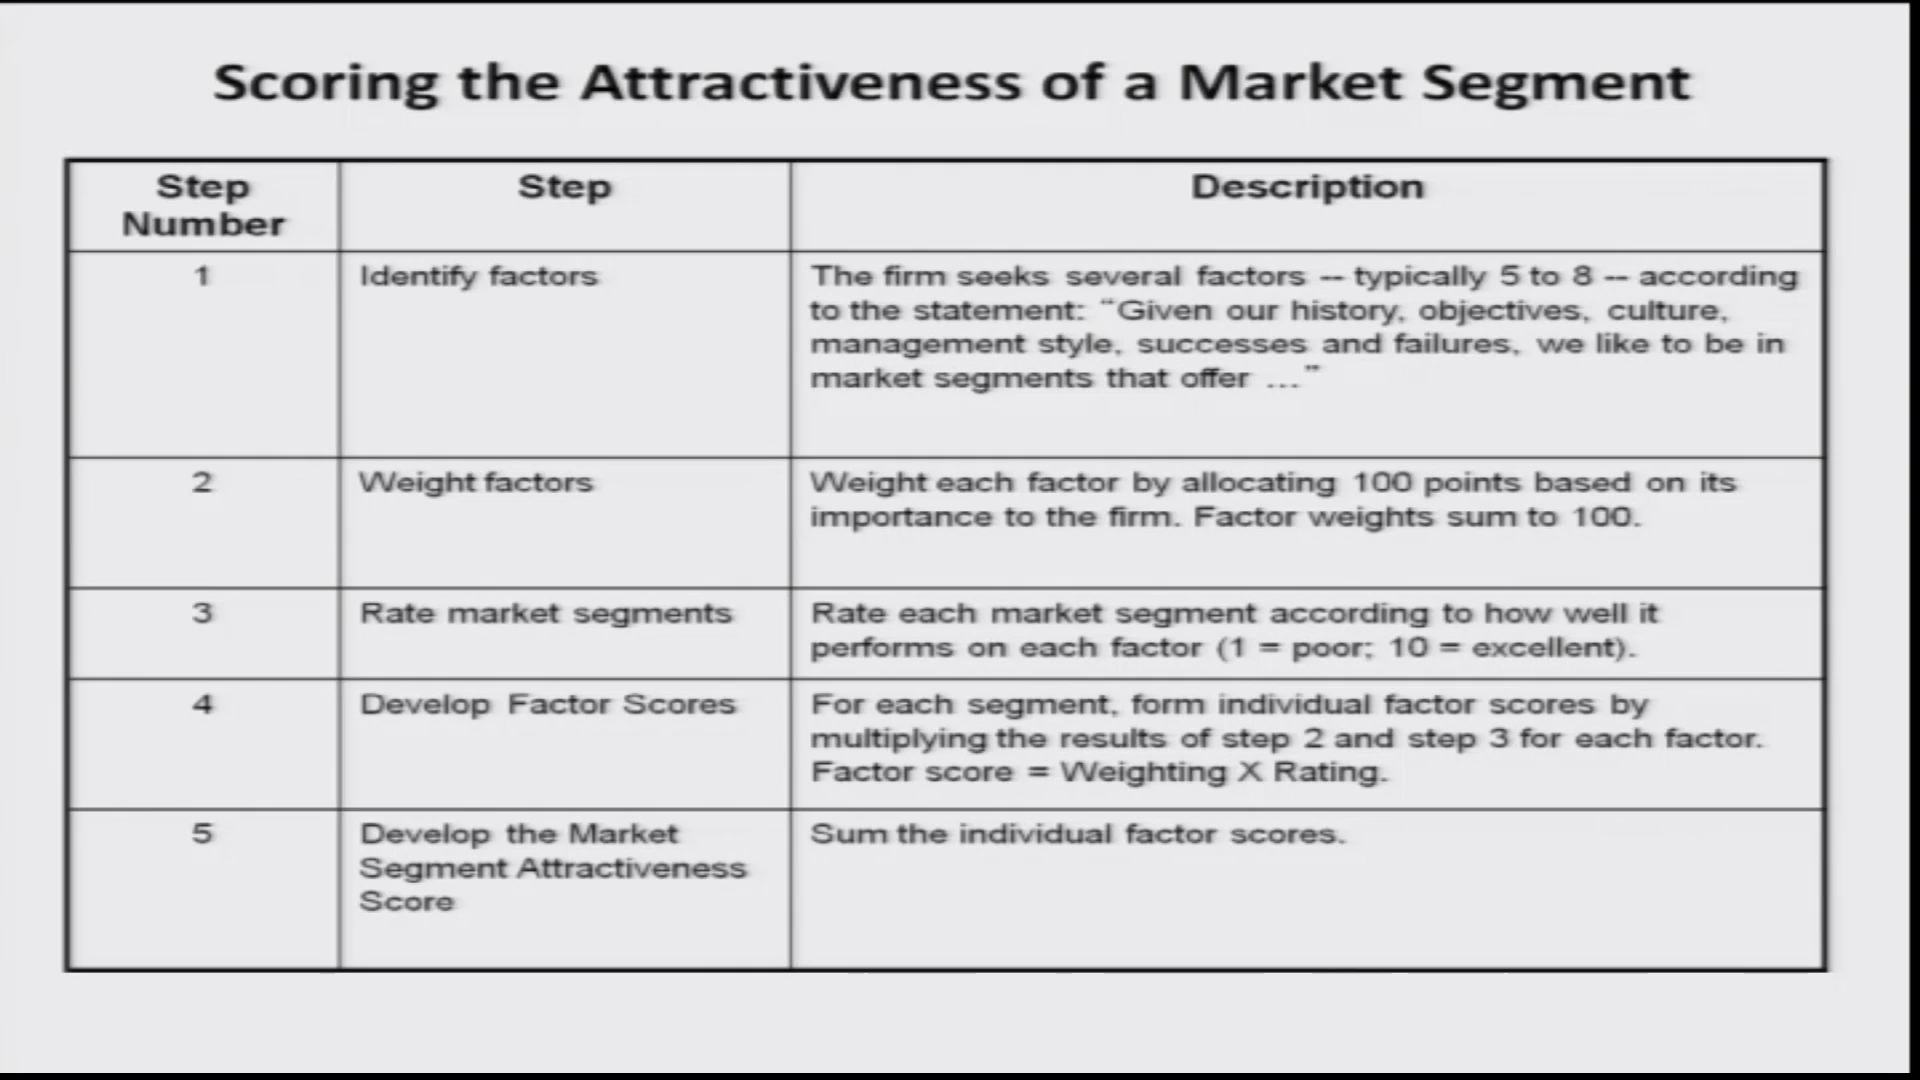 Scoring the Attractiveness of a Market Segment
Step Number
Step
Description
1
Identify factors
The firm seeks several factors -- typically 5 to 8 -- according
to the statement: “Given our history, objectives, culture,
management style, successes and failures, we like to be in
market segments that offer …”
2
Weight factors
Weight each factor by allocating 100 points based on its
importance to the firm. Factor weights sum to 100.
3
Rate market segments
Rate each market segment according to how well it
performs on each factor (1 = poor; 10 = excellent).
4
Develop Factor Scores
For each segment, form individual factor scores by
multiplying the results of step 2 and step 3 for each factor.
Factor score = Weighting X Rating.
5
Develop the Market
Segment Attractiveness
Score
Sum the individual factor scores.